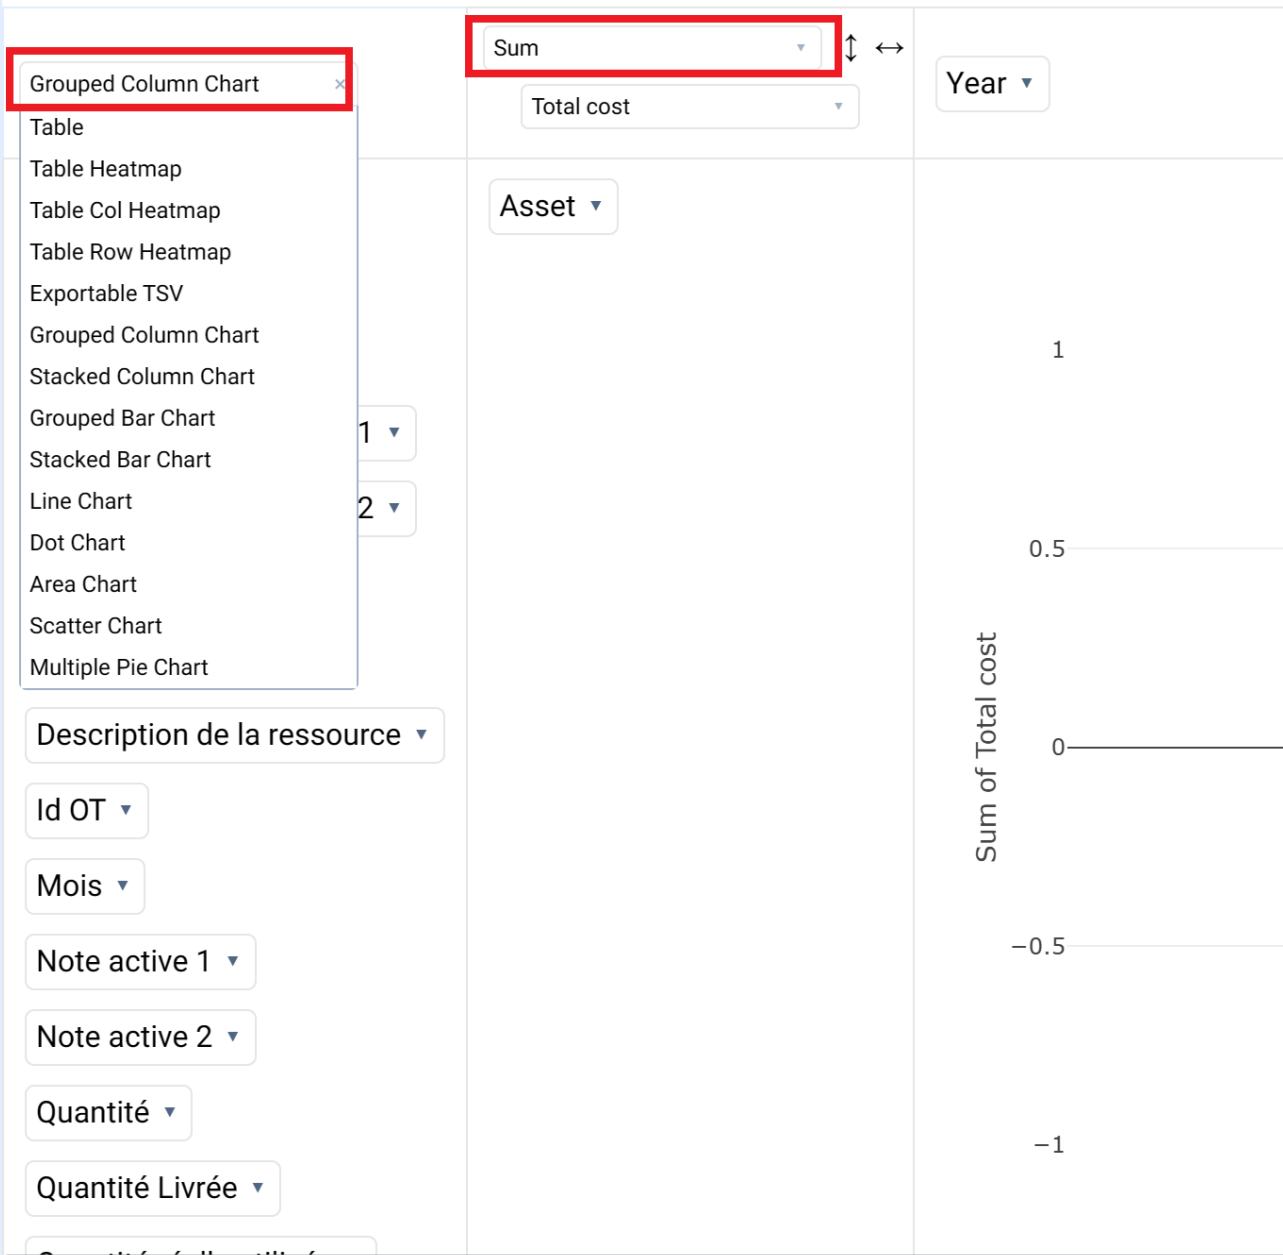 Grouped Column Chart ×
Table
Table Heatmap
Table Col Heatmap
Table Row Heatmap
Exportable TSV
Grouped Column Chart
Stacked Column Chart
Grouped Bar Chart
Stacked Bar Chart
Line Chart
Dot Chart
Area Chart
Scatter Chart
Multiple Pie Chart
1
2
Description de la ressource
Id OT
Mois
Note active 1
Note active 2
Quantité
Quantité Livrée
Sum
Total cost
Asset
Year
1
0.5
0
−0.5
−1
Sum of Total cost